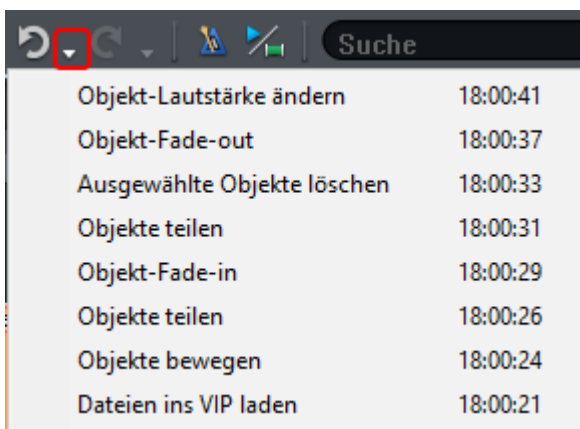 Suche
Objekt-Lautstärke ändern 18:00:41
Objekt-Fade-out 18:00:37
Ausgewählte Objekte löschen 18:00:33
Objekte teilen 18:00:31
Objekt-Fade-in 18:00:29
Objekte teilen 18:00:26
Objekte bewegen 18:00:24
Dateien ins VIP laden 18:00:21